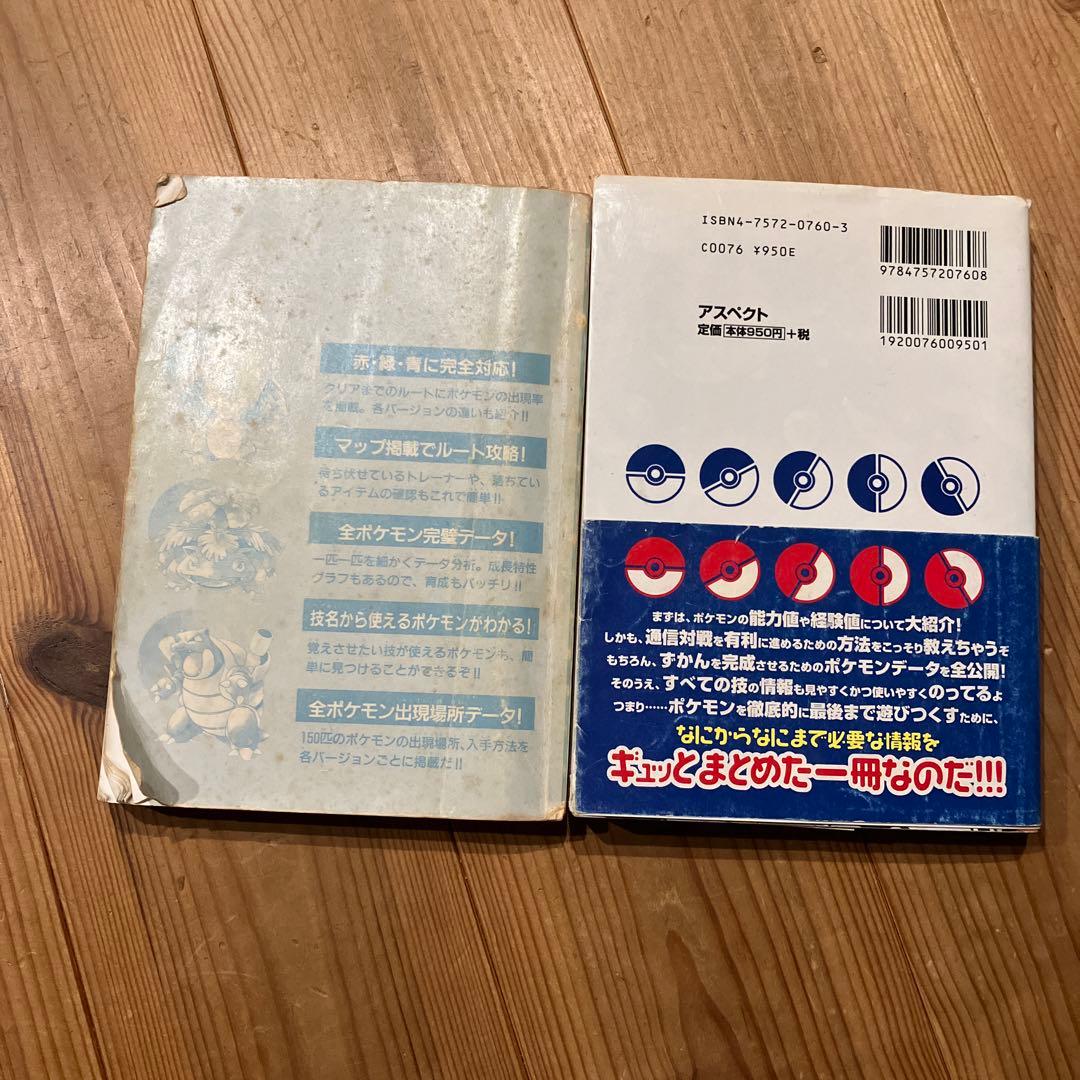 赤・緑・青に完全対応!
クリアまでのルートにポケモンの出現率
を掲載。各バージョンの違いも紹介!!
マップ掲載でルート攻略!
待ち伏せているトレーナーや、落ちてい
るアイテムの確認もこれで簡単!!
全ポケモン完璧データ!
一匹一匹を細かくデータ分析。成長特性
グラフもあるので、育成もバッチリ!!
技名から使えるポケモンがわかる!
覚えさせたい技が使えるポケモンも、簡
単に見つけることができるぞ!!
全ポケモン出現場所データ!
150匹のポケモンの出現場所、入手方法を
各バージョンごとに掲載だ!!
ISBN4-7572-0760-3
C0076 ¥950E
9784757207608
アスペクト
定価 本体950円 +税
1920076009501
まずは、ポケモンの能力値や経験値について大紹介!
しかも、通信対戦を有利に進めるための方法をこっそり教えちゃうぞ
もちろん、ずかんを完成させるためのポケモンデータを全公開!
そのうえ、すべての技の情報も見やすくかつ使いやすくのってるよ
つまり……ポケモンを徹底的に最後まで遊びつくすために、
なにからなにまで必要な情報を
ギュッとまとめた一冊なのだ!!!